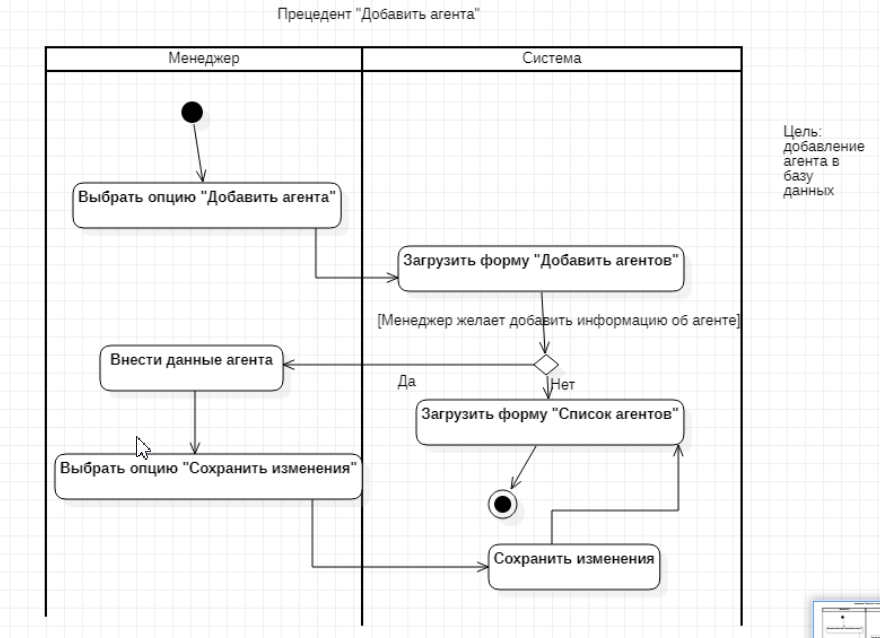 Прецедент "Добавить агента"
Менеджер
Система
Цель:
добавление
агента в
базу
данных
Выбрать опцию "Добавить агента"
Загрузить форму "Добавить агентов"
[Менеджер желает добавить информацию об агенте]
Внести данные агента
Да
Нет
Загрузить форму "Список агентов"
Выбрать опцию "Сохранить изменения"
Сохранить изменения